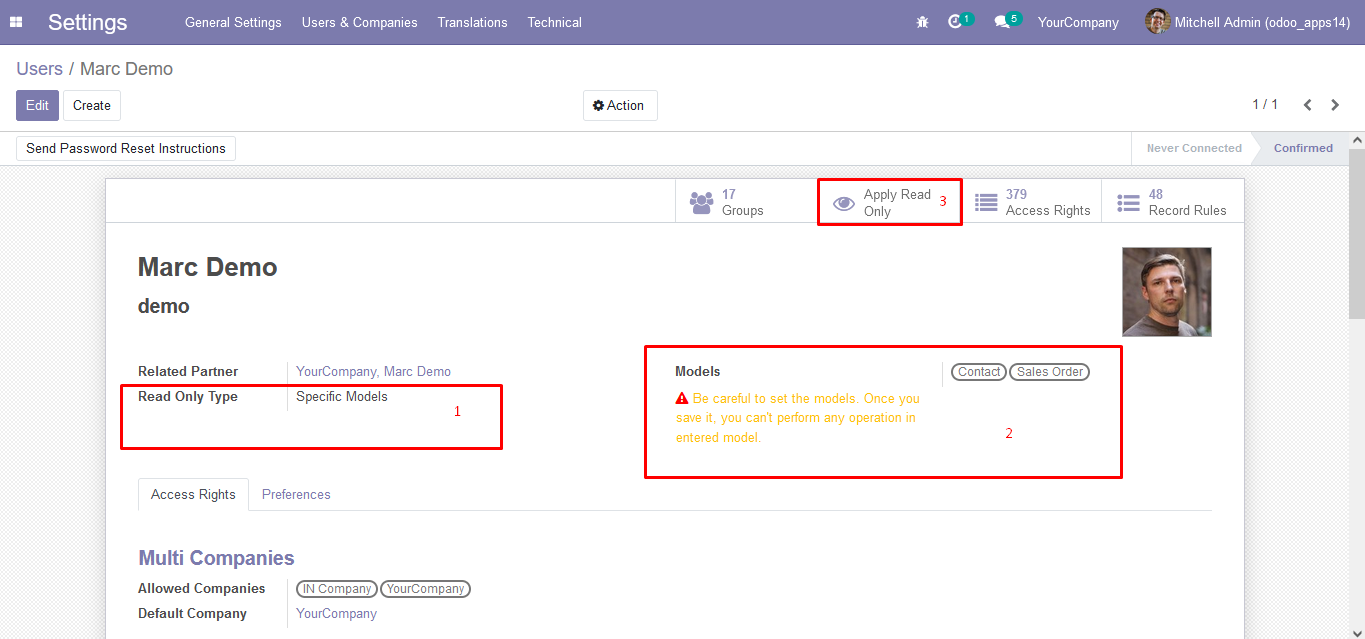 Settings General Settings Users & Companies Translations Technical 1 5 YourCompany Mitchell Admin (odoo_apps14)
Users / Marc Demo
Edit Create Action 1 / 1
Send Password Reset Instructions Never Connected Confirmed
17 Groups
Apply Read Only 3
379 Access Rights
48 Record Rules
Marc Demo
demo
Related Partner YourCompany, Marc Demo
Read Only Type Specific Models
1
Models Contact Sales Order
Be careful to set the models. Once you
save it, you can't perform any operation in
entered model.
2
Access Rights Preferences
Multi Companies
Allowed Companies IN Company YourCompany
Default Company YourCompany